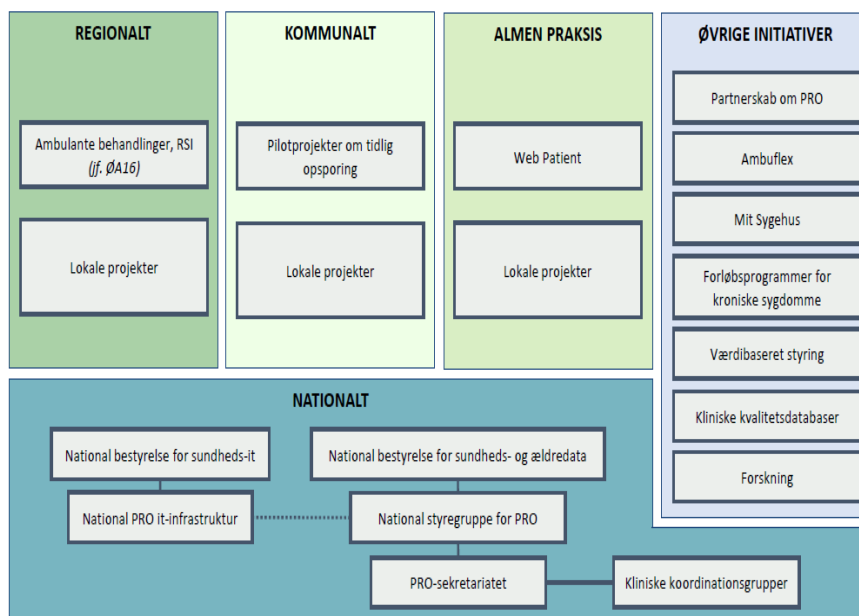 REGIONALT
Ambulante behandlinger, RSI
(jf. ØA16)
Lokale projekter
KOMMUNALT
Pilotprojekter om tidlig
opsporing
Lokale projekter
ALMEN PRAKSIS
Web Patient
Lokale projekter
ØVRIGE INITIATIVER
Partnerskab om PRO
Ambuflex
Mit Sygehus
Forløbsprogrammer for
kroniske sygdomme
Værdibaseret styring
Kliniske kvalitetsdatabaser
Forskning
NATIONALT
National bestyrelse for sundheds-it
National bestyrelse for sundheds- og ældredata
National PRO it-infrastruktur
National styregruppe for PRO
PRO-sekretariatet
Kliniske koordinationsgrupper